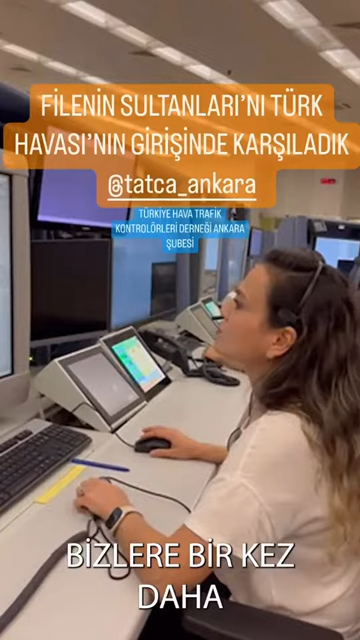 FİLENİN SULTANLARI'NI TÜRK
HAVASI'NIN GİRİŞİNDE KARŞILADIK
@tatca_ankara
TÜRKİYE HAVA TRAFİK
KONTROLÖRLERİ DERNEĞİ ANKARA
ŞUBESİ
BİZLERE BİR KEZ
DAHA